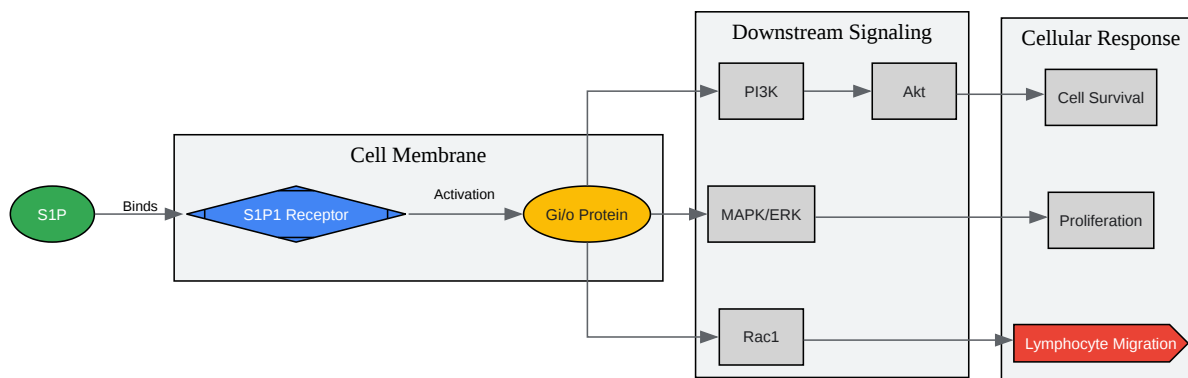 Downstream Signaling
Cellular Response
PI3K
Akt
Cell Survival
Cell Membrane
S1P
Binds
S1P1 Receptor
Activation
Gi/o Protein
MAPK/ERK
Proliferation
Rac1
Lymphocyte Migration